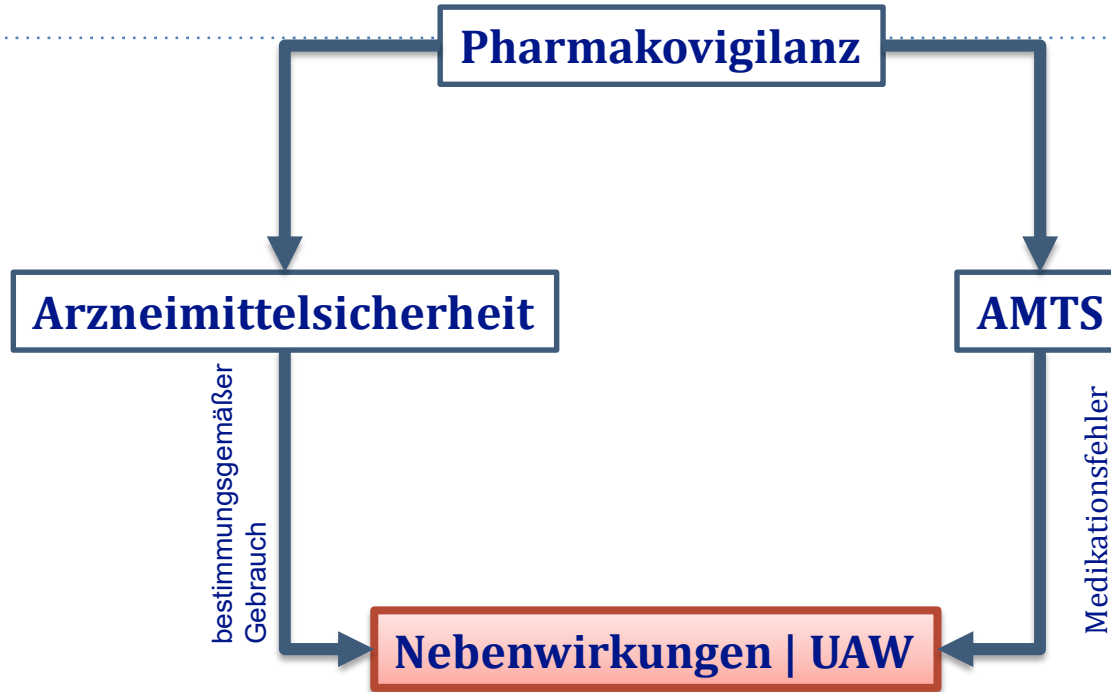 Pharmakovigilanz
Arzneimittelsicherheit
AMTS
bestimmungsgemäßer
Gebrauch
Medikationsfehler
Nebenwirkungen | UAW